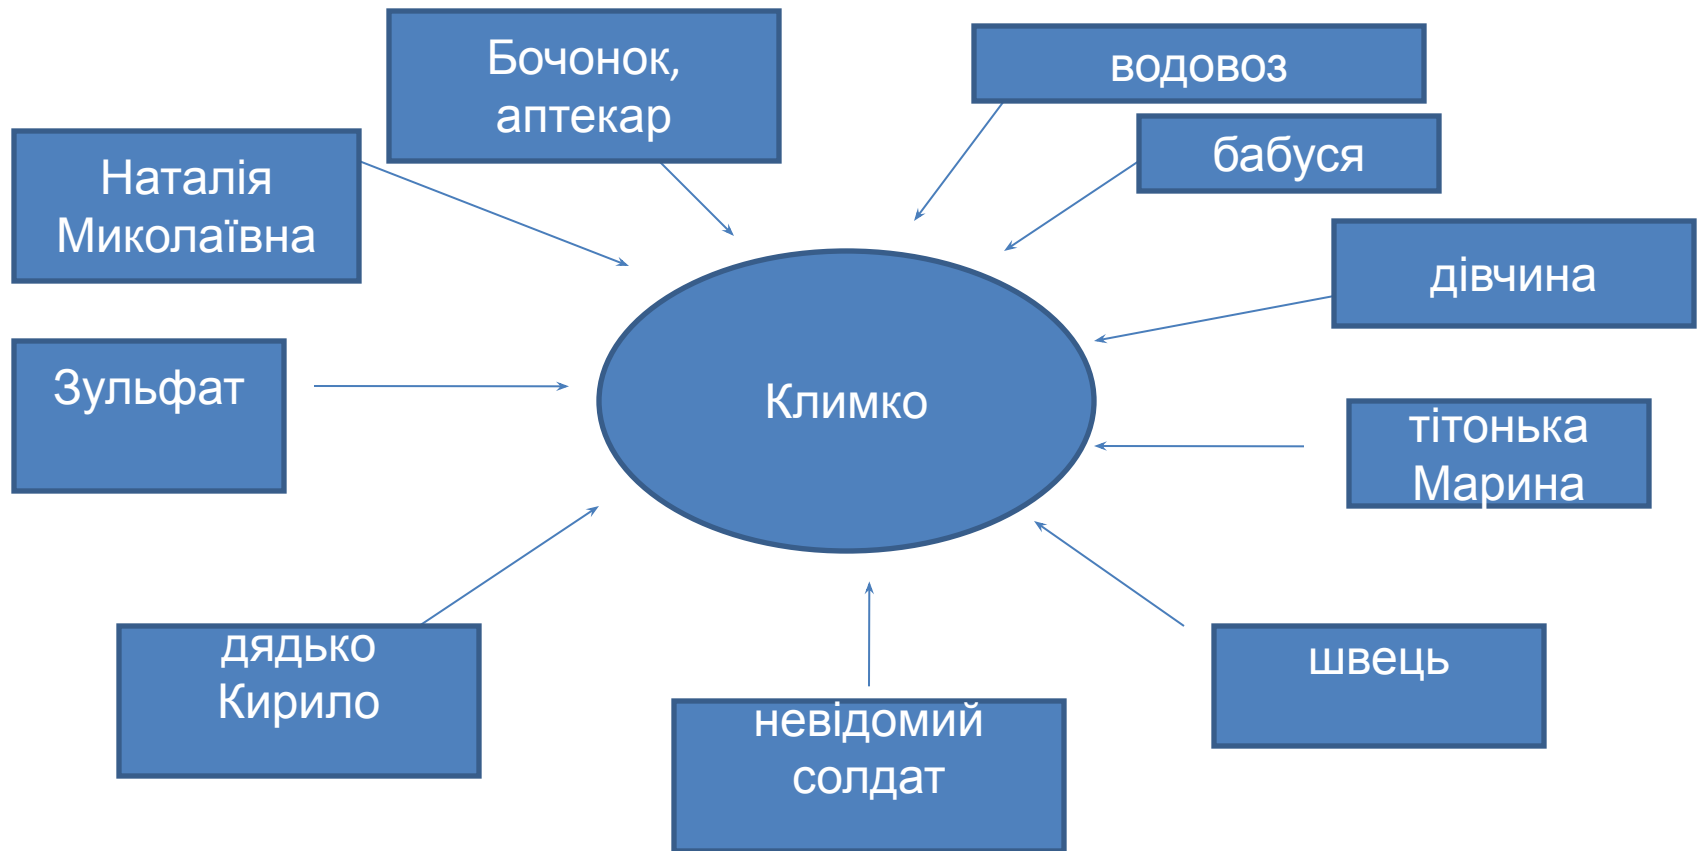 Бочонок,
аптекар
водовоз
бабуся
Наталія
Миколаївна
дівчина
Зульфат
Климко
тітонька
Марина
дядько
Кирило
невідомий
солдат
швець